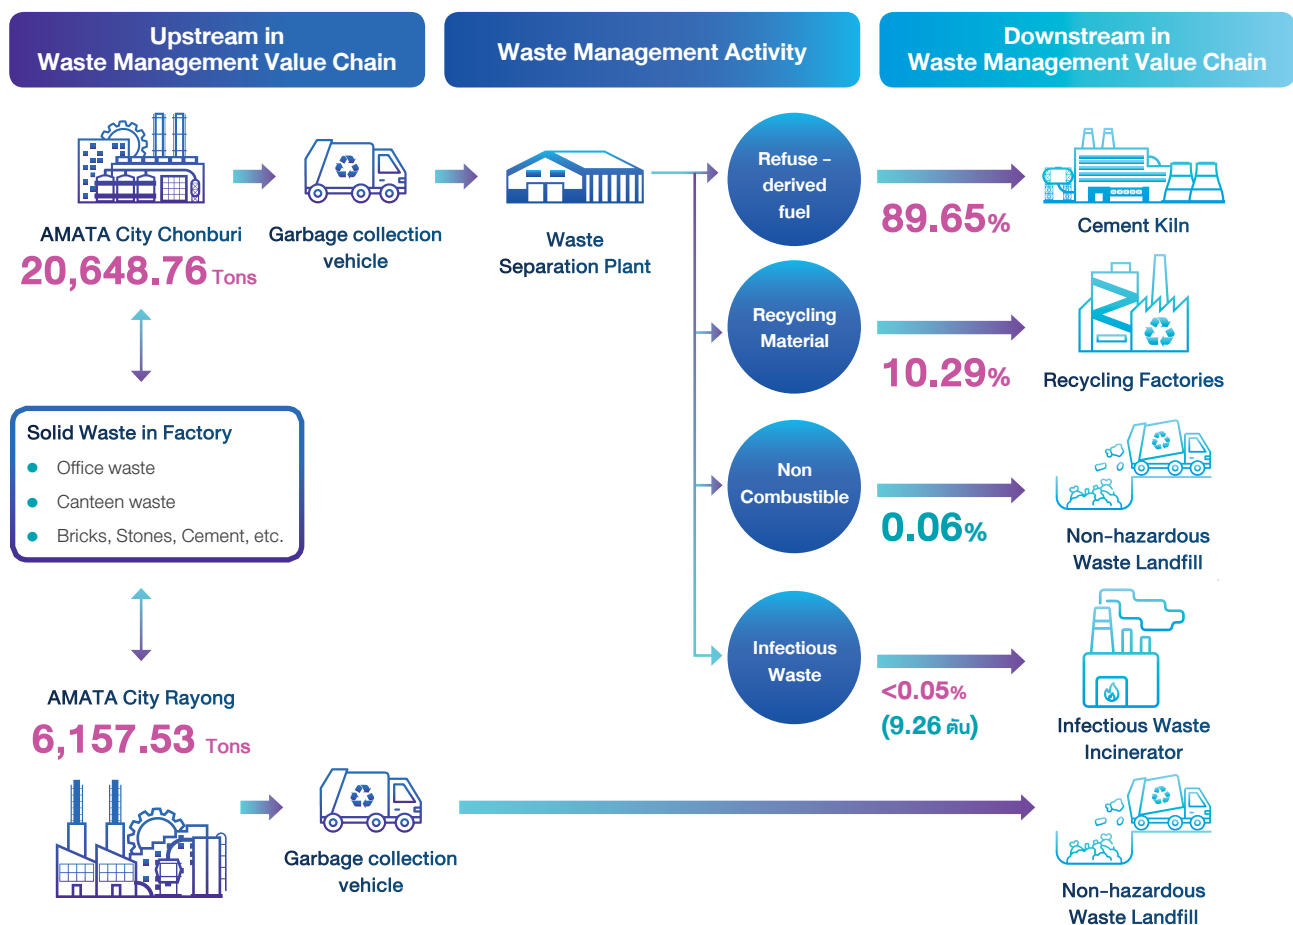 Upstream in
Waste Management Value Chain
Waste Management Activity
Downstream in
Waste Management Value Chain
AMATA City Chonburi
20,648.76 Tons
Garbage collection
vehicle
Waste
Separation Plant
Refuse -
derived
fuel
89.65%
Cement Kiln
Recycling
Material
10.29%
Recycling Factories
Solid Waste in Factory
Office waste
Canteen waste
Bricks, Stones, Cement, etc.
Non
Combustible
0.06%
Non-hazardous
Waste Landfill
Infectious
Waste
<0.05%
(9.26 ตัน)
Infectious Waste
Incinerator
AMATA City Rayong
6,157.53 Tons
Garbage collection
vehicle
Non-hazardous
Waste Landfill